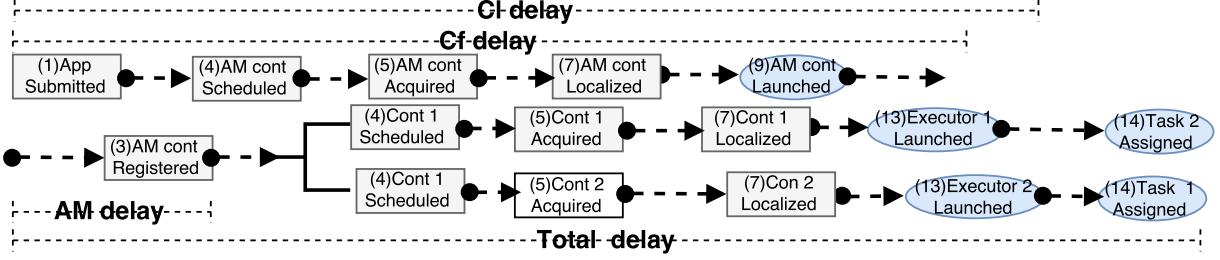 Cl delay
Cf delay
(1)App
Submitted
(4)AM cont
Scheduled
(5)AM cont
Acquired
(7)AM cont
Localized
(9)AM cont
Launched
(3)AM cont
Registered
(4)Cont 1
Scheduled
(5)Cont 1
Acquired
(7)Cont 1
Localized
(13)Executor 1
Launched
(14)Task 2
Assigned
(4)Cont 1
Scheduled
(5)Cont 2
Acquired
(7)Con 2
Localized
(13)Executor 2
Launched
(14)Task 1
Assigned
AM delay
Total delay